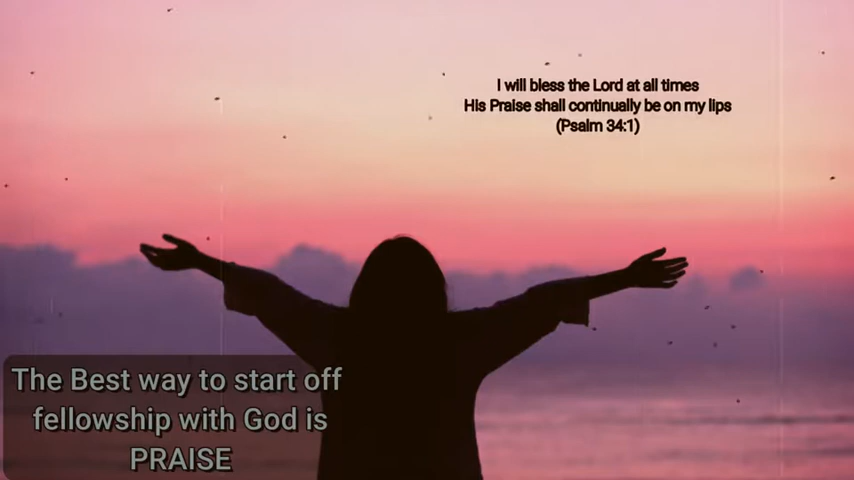 I will bless the Lord at all times
His Praise shall continually be on my lips
(Psalm 34:1)
The Best way to start off
fellowship with God is
PRAISE